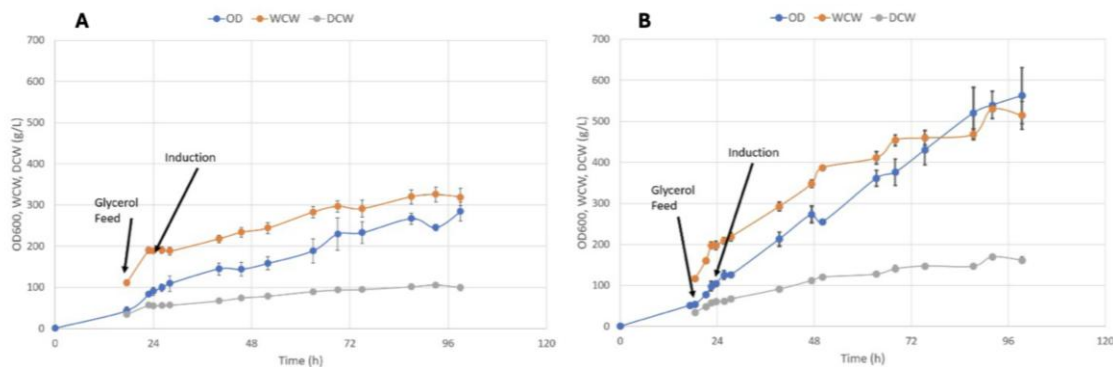 A
OD WCW DCW
700
600
500
400
300
200
100
0
OD600, WCW, DCW (g/L)
Glycerol
Feed
Induction
0 24 48 72 96 120
Time (h)
B
OD WCW DCW
700
600
500
400
300
200
100
0
OD600, WCW, DCW (g/L)
Glycerol
Feed
Induction
0 24 48 72 96 120
Time (h)